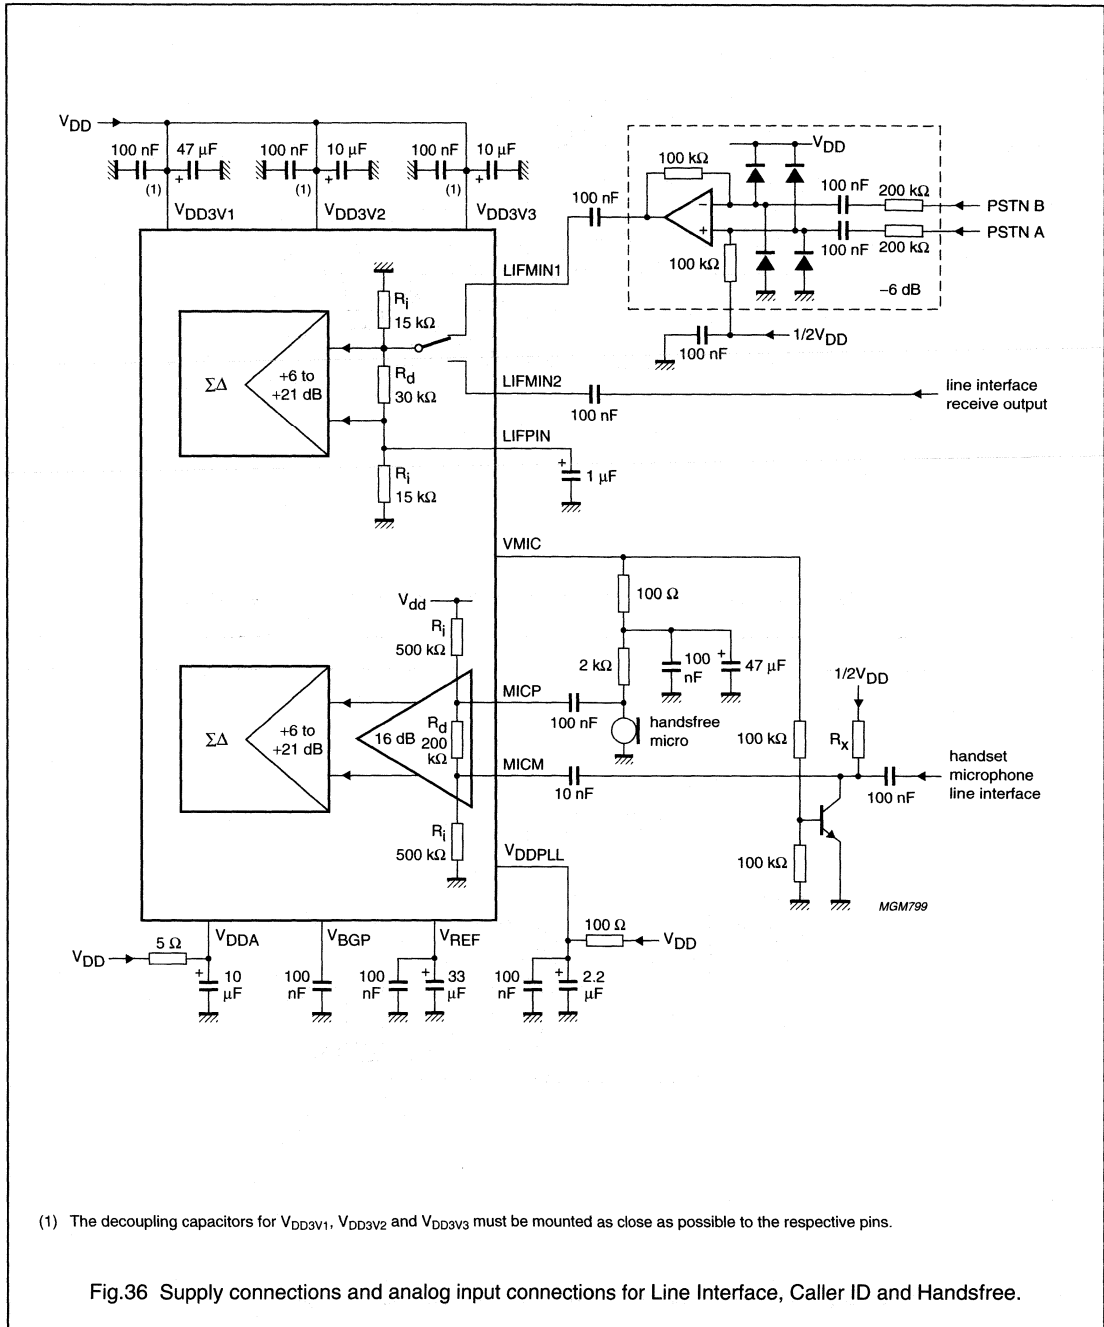 VDD
100 nF 47 µF 100 nF 10 µF 100 nF 10 µF
(1) + (1) + (1) +
VDD3V1 VDD3V2 VDD3V3
VDD
100 kΩ
100 nF
−
+
100 nF 200 kΩ PSTN B
100 nF 200 kΩ PSTN A
100 kΩ
−6 dB
1/2VDD
100 nF
LIFMIN1
Ri
15 kΩ
ΣΔ +6 to
+21 dB
Rd
30 kΩ
LIFMIN2
100 nF
line interface
receive output
LIFPIN
+
1 µF
Ri
15 kΩ
VMIC
100 Ω
Vdd
Ri
500 kΩ
2 kΩ
100
nF
+ 47 µF
1/2VDD
MICP
100 nF
handsfree
micro
ΣΔ +6 to
+21 dB
16 dB
Rd
200
kΩ
100 kΩ
Rx
MICM
10 nF
100 nF
handset
microphone
line interface
Ri
500 kΩ
100 kΩ
VDDPLL
MGM799
VDD 5 Ω VDDA VBGP VREF 100 Ω VDD
+ 10
µF
100
nF
100
nF
+ 33
µF
100
nF
+ 2.2
µF
(1) The decoupling capacitors for VDD3V1, VDD3V2 and VDD3V3 must be mounted as close as possible to the respective pins.
Fig.36 Supply connections and analog input connections for Line Interface, Caller ID and Handsfree.